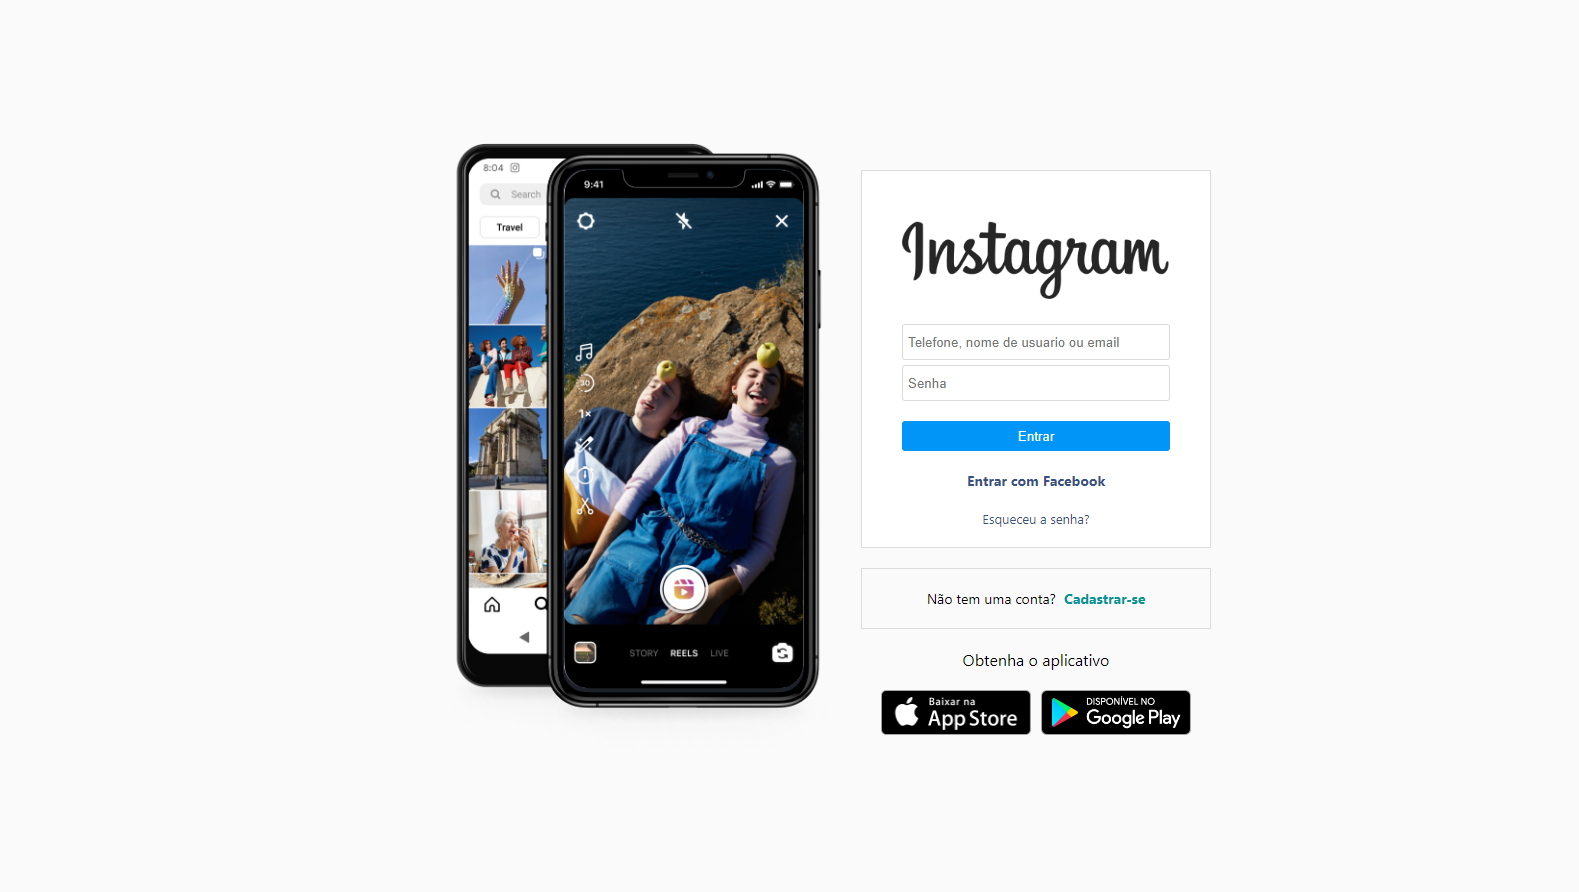 8:04
Search
Travel
9:41
30
1×
STORY REELS LIVE
Instagram
Telefone, nome de usuario ou email
Senha
Entrar
Entrar com Facebook
Esqueceu a senha?
Não tem uma conta? Cadastrar-se
Obtenha o aplicativo
Baixar na
App Store
DISPONÍVEL NO
Google Play